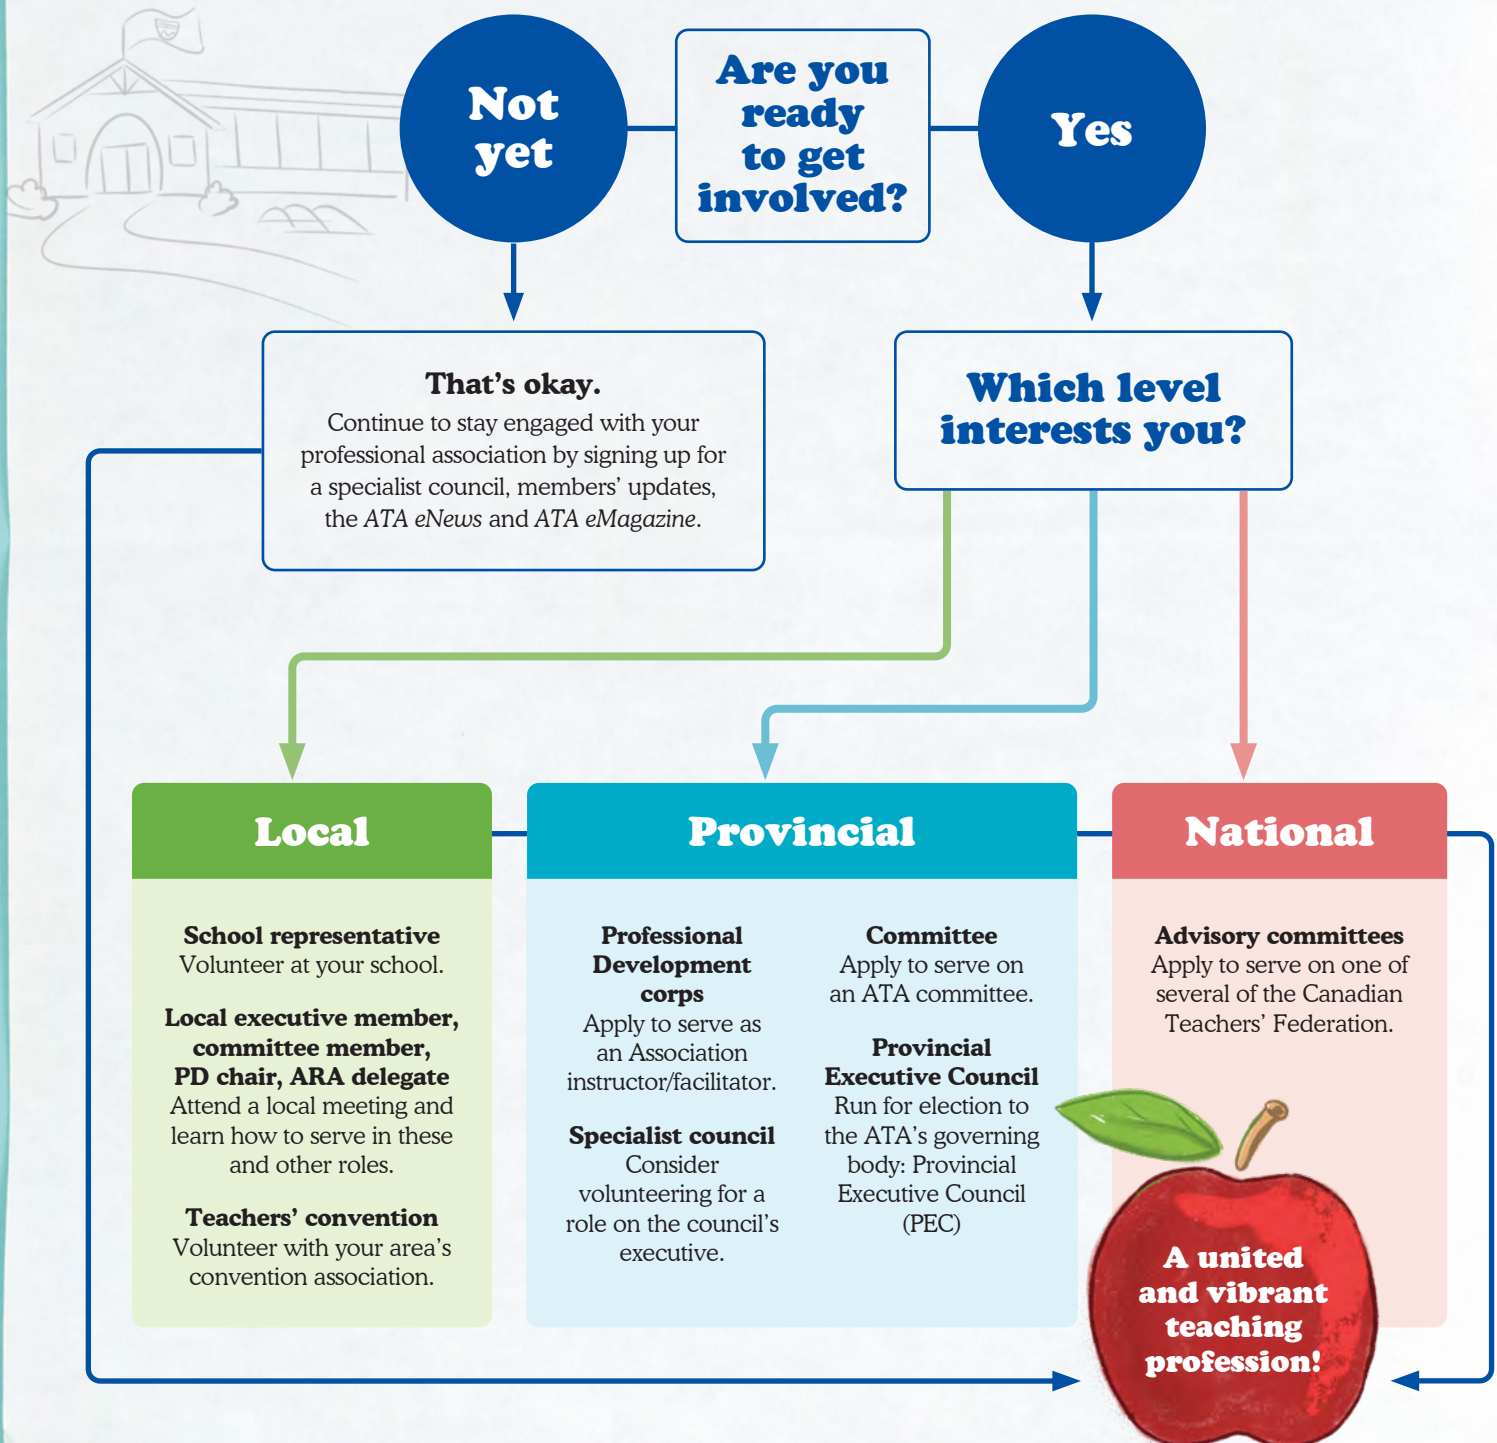 Not
yet
Are you
ready
to get
involved?
Yes
That’s okay.
Continue to stay engaged with your
professional association by signing up for
a specialist council, members’ updates,
the ATA eNews and ATA eMagazine.
Which level
interests you?
Local
School representative
Volunteer at your school.
Local executive member,
committee member,
PD chair, ARA delegate
Attend a local meeting and
learn how to serve in these
and other roles.
Teachers’ convention
Volunteer with your area’s
convention association.
Provincial
Professional
Development
corps
Apply to serve as
an Association
instructor/facilitator.
Specialist council
Consider
volunteering for a
role on the council’s
executive.
Committee
Apply to serve on
an ATA committee.
Provincial
Executive Council
Run for election to
the ATA’s governing
body: Provincial
Executive Council
(PEC)
National
Advisory committees
Apply to serve on one of
several of the Canadian
Teachers’ Federation.
A united
and vibrant
teaching
profession!